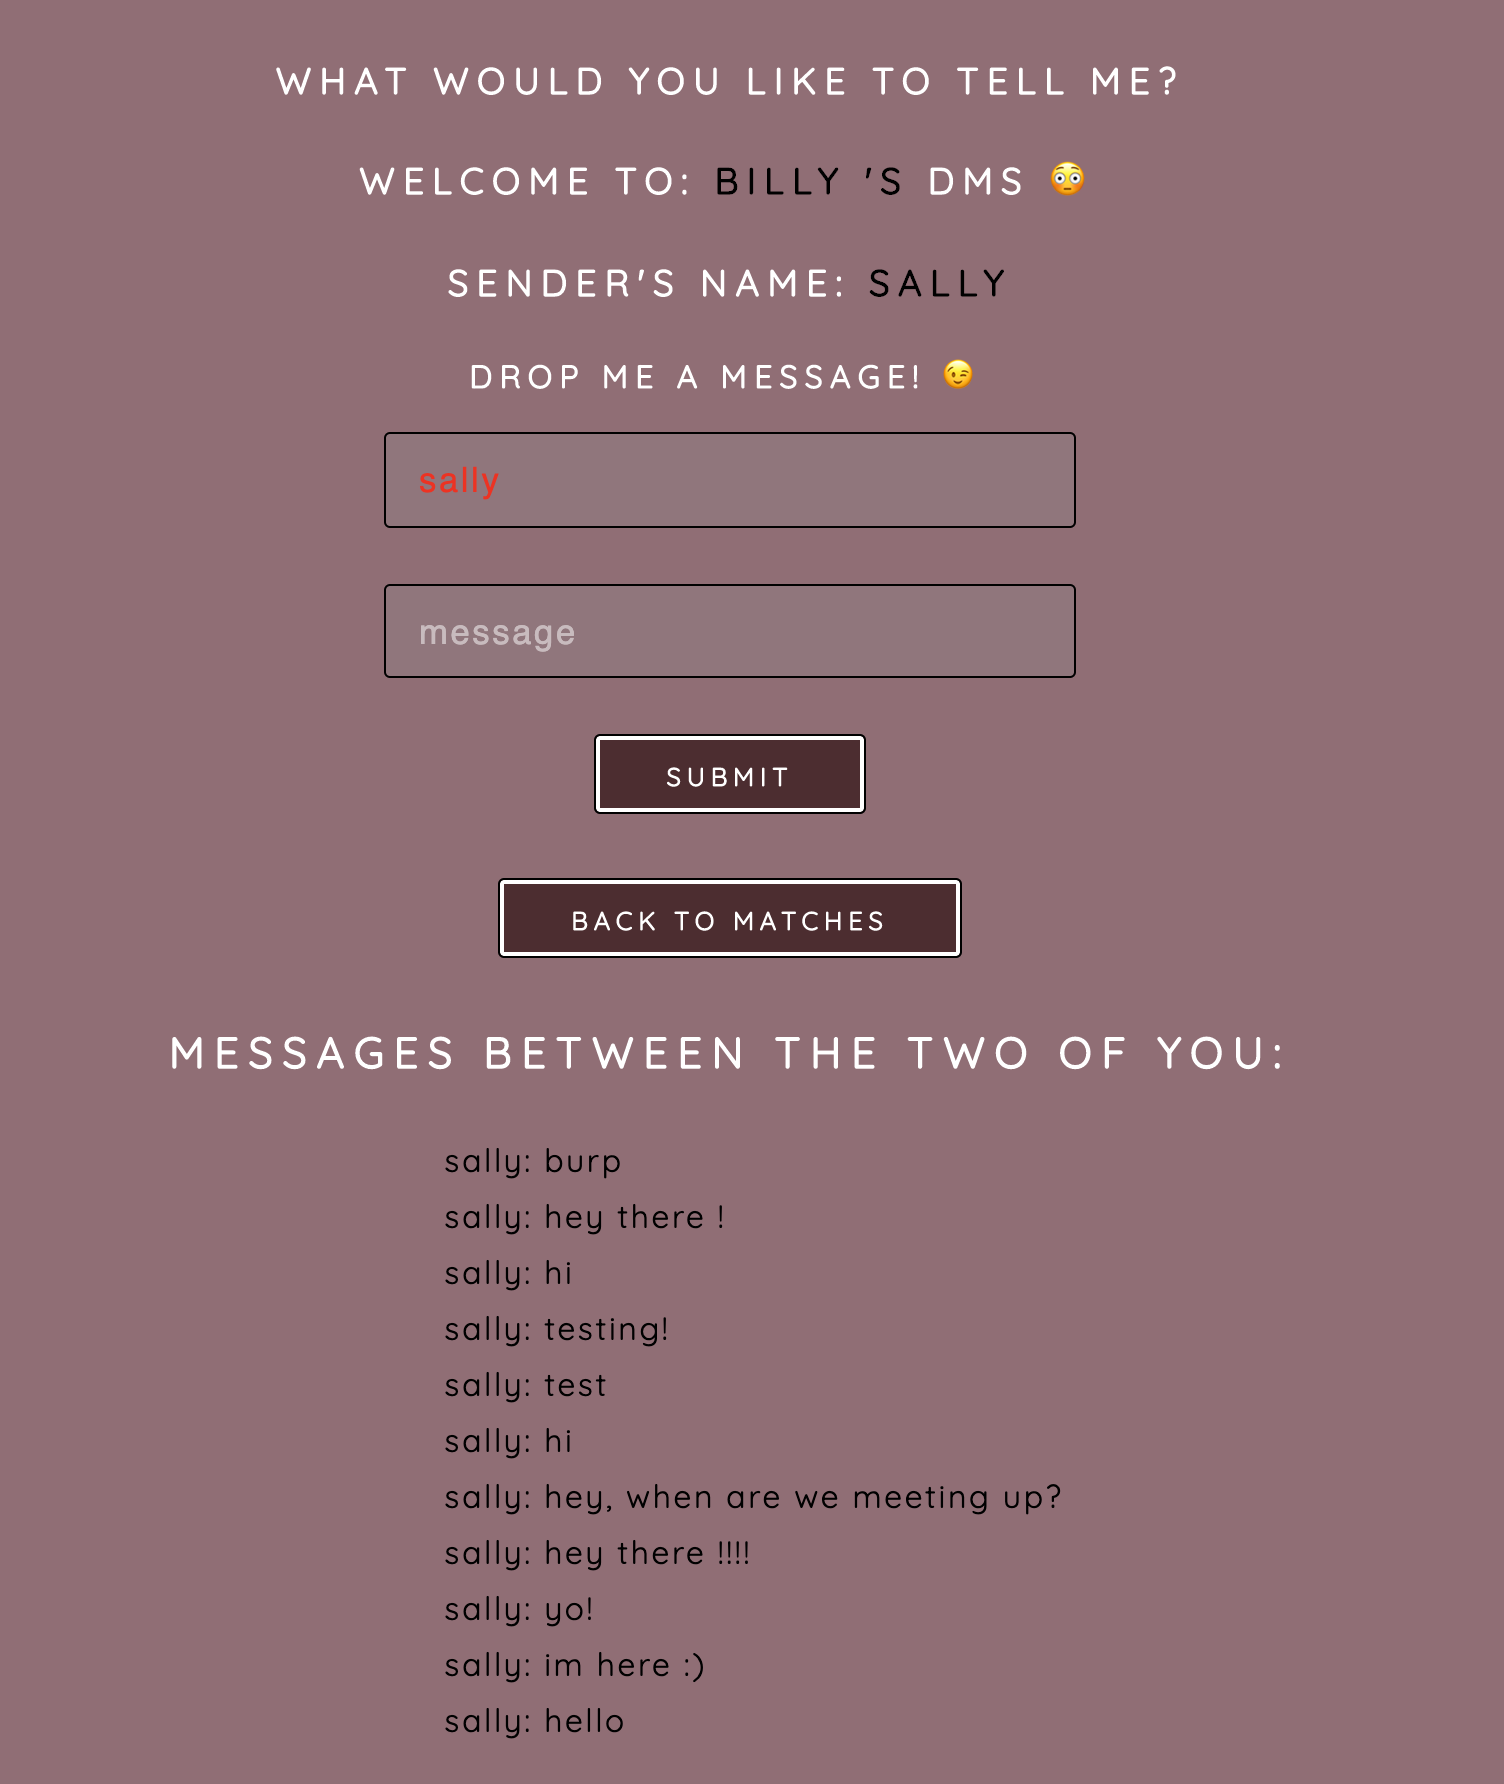 WHAT WOULD YOU LIKE TO TELL ME?
WELCOME TO: BILLY 'S DMS 😳
SENDER'S NAME: SALLY
DROP ME A MESSAGE! 😉
sally
message
SUBMIT
BACK TO MATCHES
MESSAGES BETWEEN THE TWO OF YOU:
sally: burp
sally: hey there !
sally: hi
sally: testing!
sally: test
sally: hi
sally: hey, when are we meeting up?
sally: hey there !!!!
sally: yo!
sally: im here :)
sally: hello